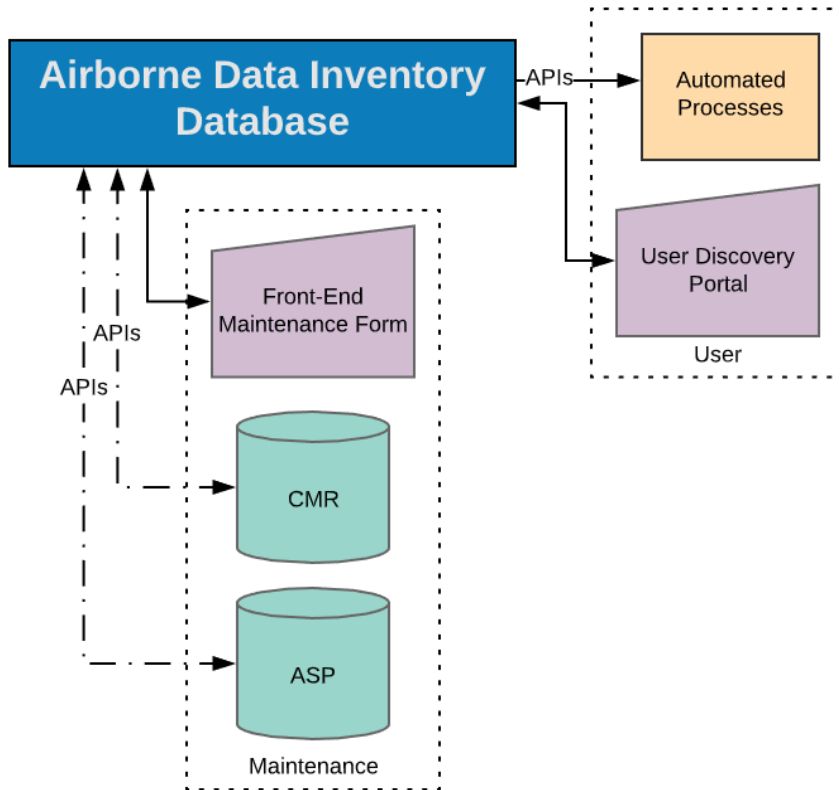 Airborne Data Inventory
Database
APIs
Automated
Processes
User Discovery
Portal
User
Front-End
Maintenance Form
APIs
APIs
CMR
ASP
Maintenance